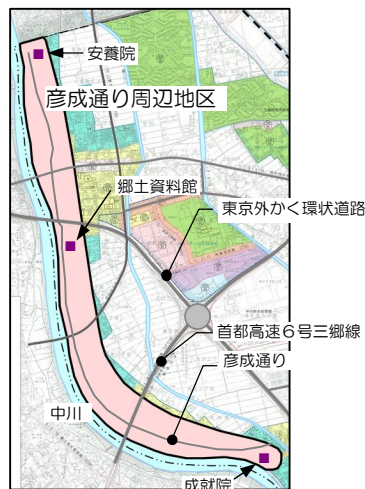 安養院
彦成通り周辺地区
郷土資料館
東京外かく環状道路
首都高速6号三郷線
彦成通り
中川
成就院